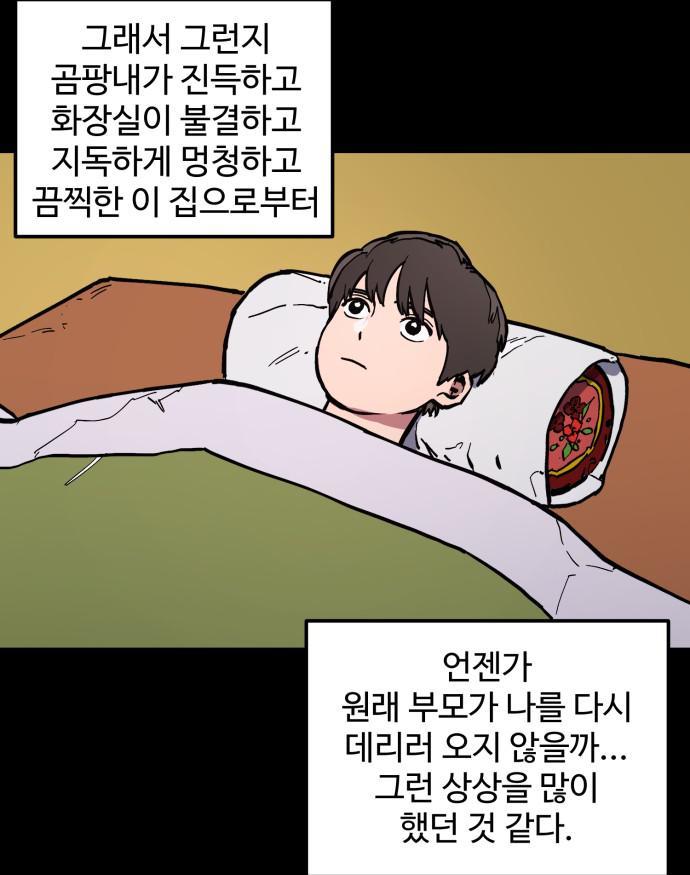 그래서 그런지
곰팡내가 진득하고
화장실이 불결하고
지독하게 멍청하고
끔찍한 이 집으로부터
언젠가
원래 부모가 나를 다시
데리러 오지 않을까...
그런 상상을 많이
했던 것 같다.